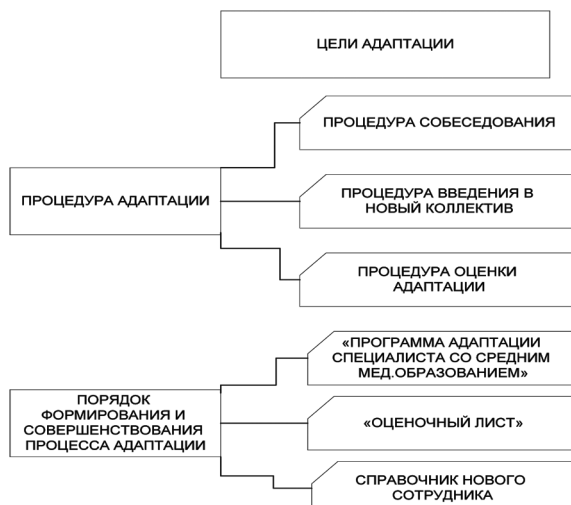 ЦЕЛИ АДАПТАЦИИ
ПРОЦЕДУРА СОБЕСЕДОВАНИЯ
ПРОЦЕДУРА АДАПТАЦИИ
ПРОЦЕДУРА ВВЕДЕНИЯ В
НОВЫЙ КОЛЛЕКТИВ
ПРОЦЕДУРА ОЦЕНКИ
АДАПТАЦИИ
«ПРОГРАММА АДАПТАЦИИ
СПЕЦИАЛИСТА СО СРЕДНИМ
МЕД.ОБРАЗОВАНИЕМ»
ПОРЯДОК
ФОРМИРОВАНИЯ И
СОВЕРШЕНСТВОВАНИЯ
ПРОЦЕССА АДАПТАЦИИ
«ОЦЕНОЧНЫЙ ЛИСТ»
СПРАВОЧНИК НОВОГО
СОТРУДНИКА